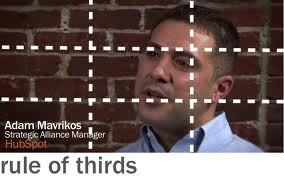 Adam Mavrikos
Strategic Alliance Manager
HubSpot
rule of thirds